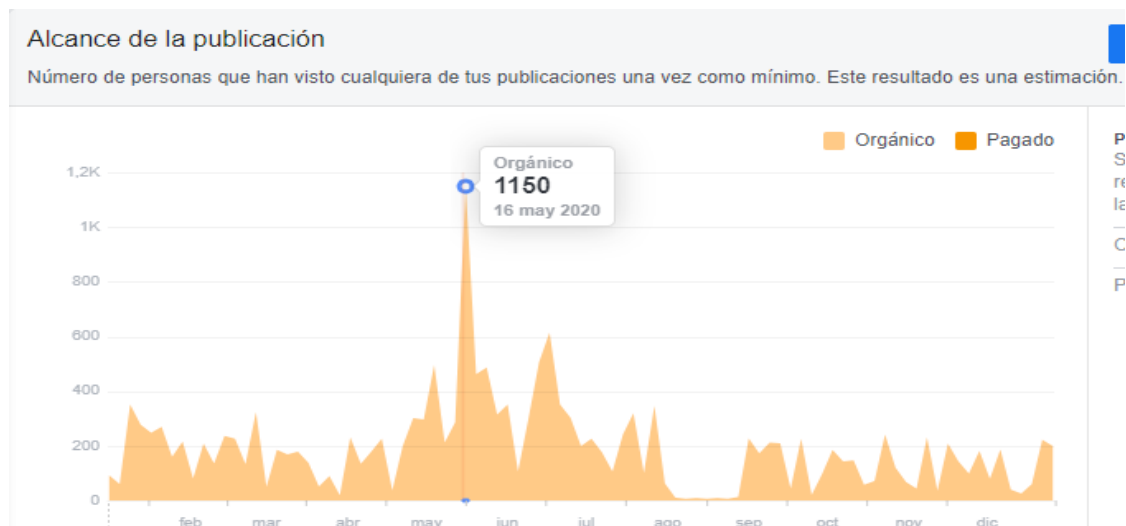 Alcance de la publicación
Número de personas que han visto cualquiera de tus publicaciones una vez como mínimo. Este resultado es una estimación.
Orgánico Pagado
Orgánico
1150
16 may 2020
1,2K
1K
800
600
400
200
0
feb mar abr may jun jul ago sep oct nov dic